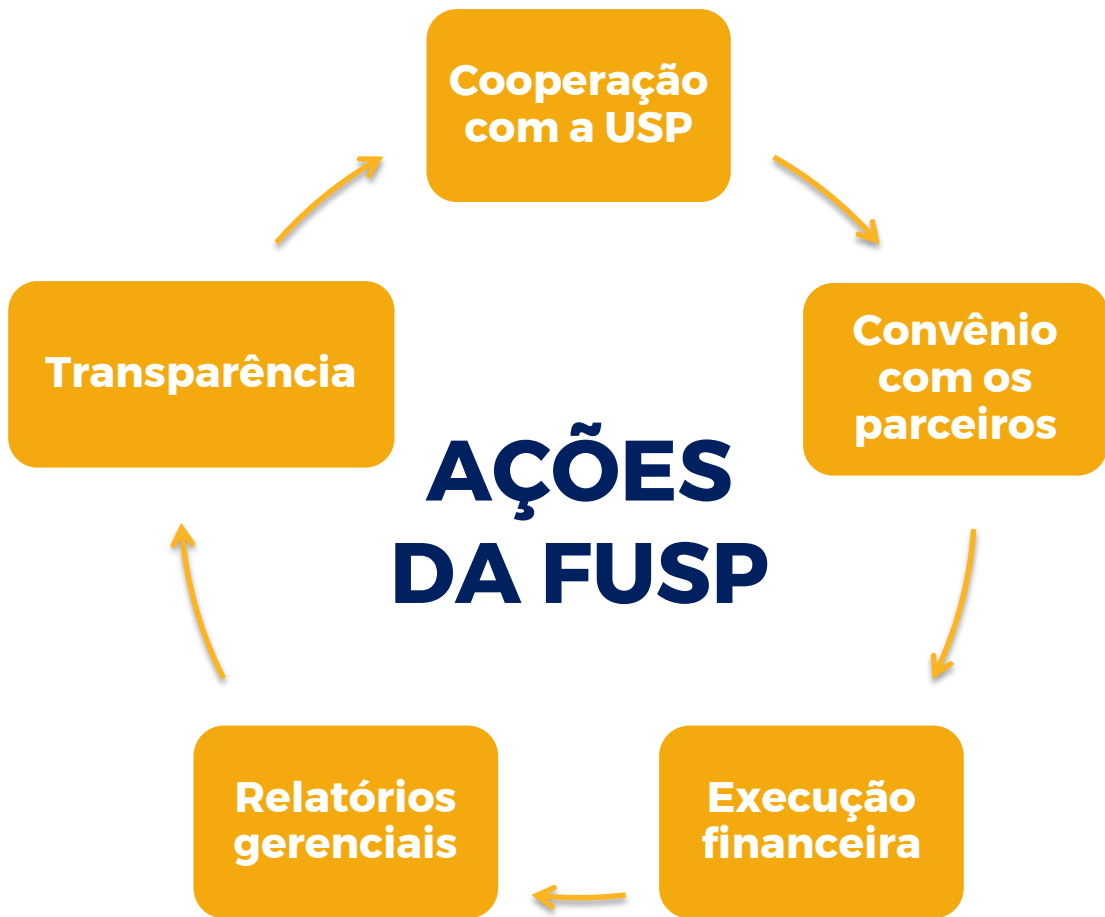 Cooperação
com a USP
Convênio
com os
parceiros
Transparência
AÇÕES
DA FUSP
Execução
financeira
Relatórios
gerenciais